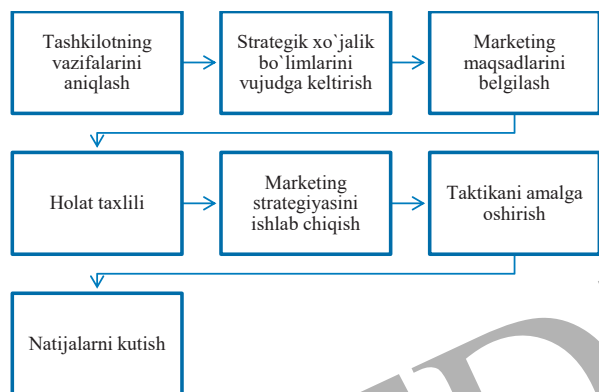 Tashkilotning
vazifalarini
aniqlash
Strategik xo`jalik
bo`limlarini
vujudga keltirish
Marketing
maqsadlarini
belgilash
Holat taxlili
Marketing
strategiyasini
ishlab chiqish
Taktikani amalga
oshirish
Natijalarni kutish